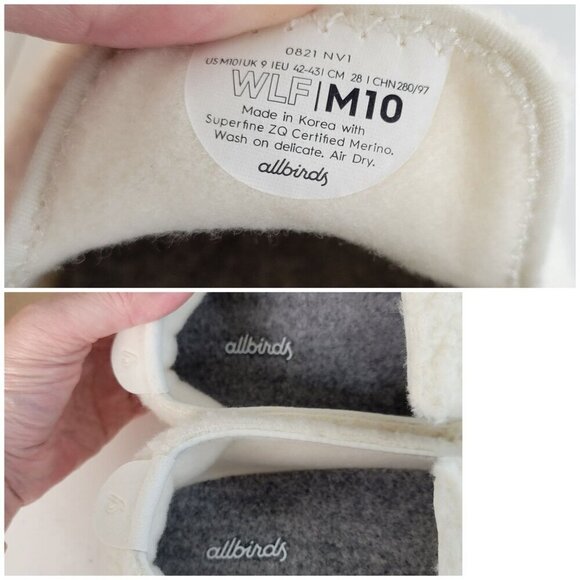 0821 NV1
US M10 | UK 9 | EU 42-43 | CM 28 | CHN 280/97
WLF | M10
Made in Korea with
Superfine ZQ Certified Merino.
Wash on delicate. Air Dry.
allbirds
allbirds
allbirds